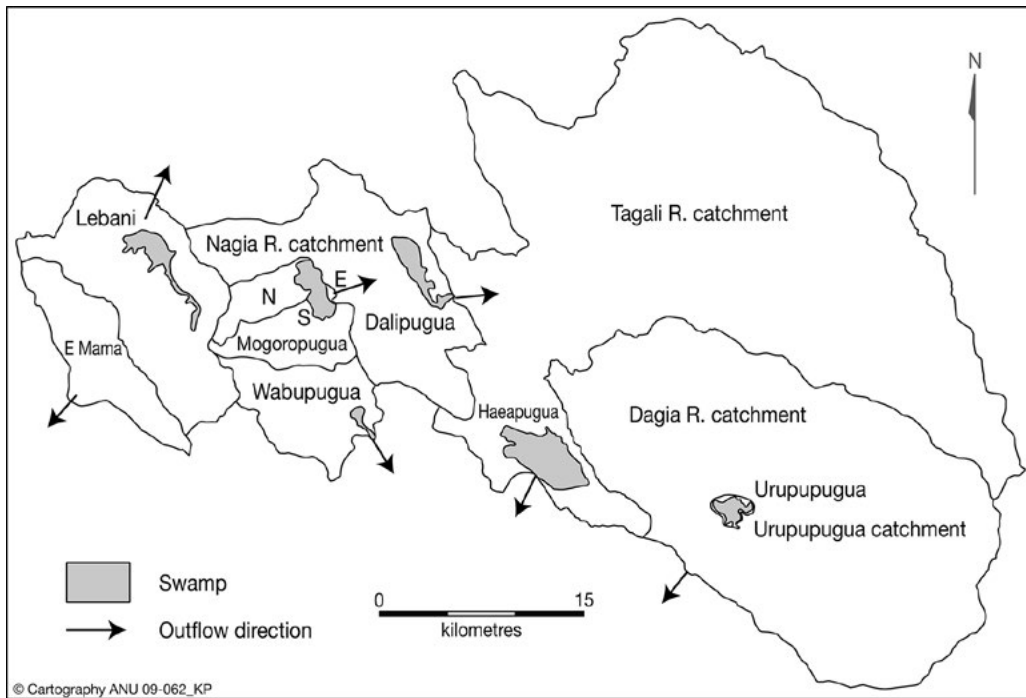 N
Tagali R. catchment
Lebani
Nagia R. catchment
E
N
S
Dalipugua
Mogoropugua
E Mama
Wabupugua
Haeapugua
Dagia R. catchment
Urupupugua
Urupupugua catchment
Swamp
Outflow direction
0 15
kilometres
© Cartography ANU 09-062_KP